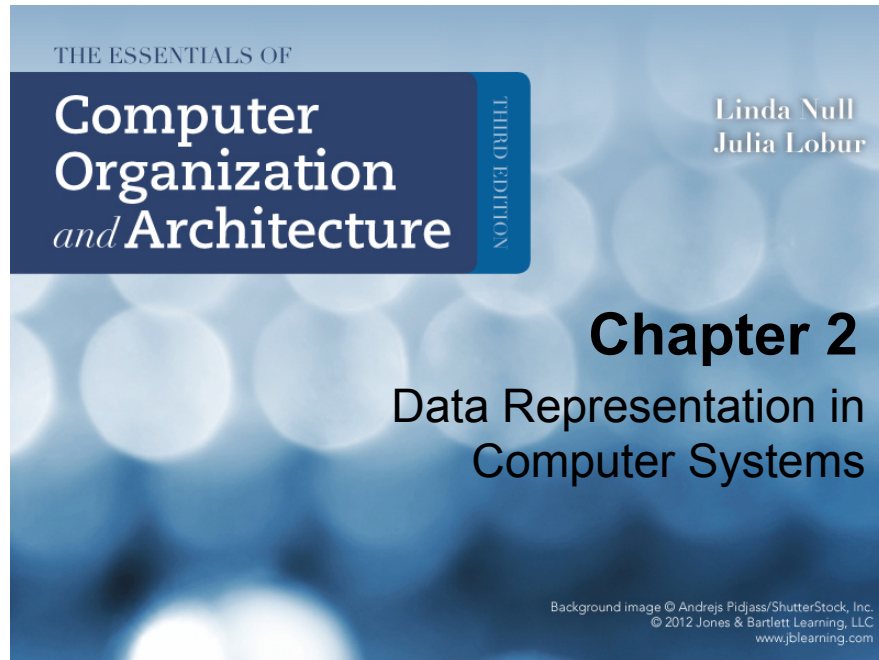 THE ESSENTIALS OF
Computer
Organization
and Architecture
THIRD EDITION
Linda Null
Julia Lobur
Chapter 2
Data Representation in
Computer Systems
Background image © Andrejs Pidjass/ShutterStock, Inc.
© 2012 Jones & Bartlett Learning, LLC
www.jblearning.com